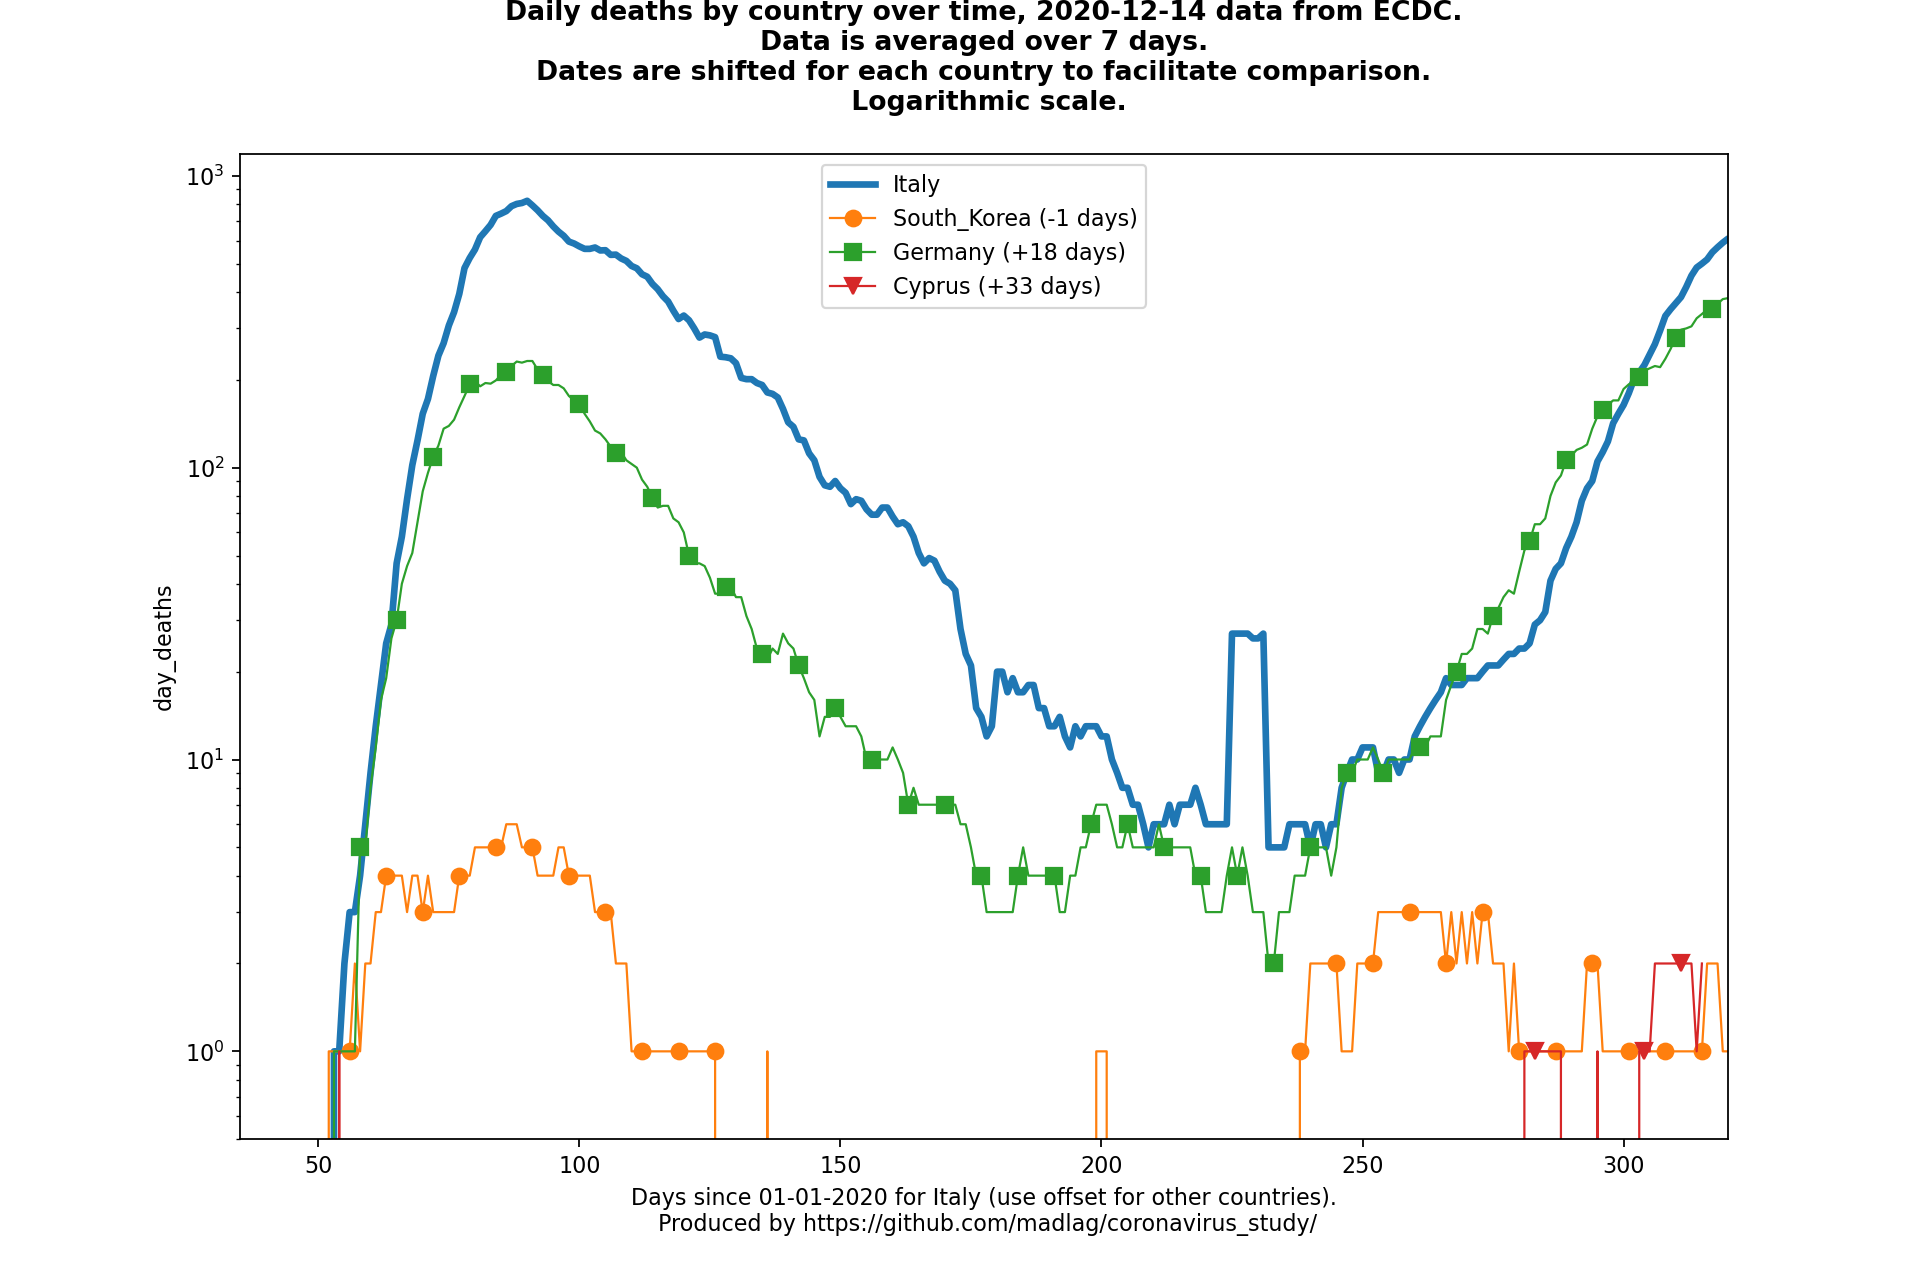 Daily deaths by country over time, 2020-12-14 data from ECDC.
Data is averaged over 7 days.
Dates are shifted for each country to facilitate comparison.
Logarithmic scale.
10³
10²
10¹
10⁰
day_deaths
Italy
South_Korea (-1 days)
Germany (+18 days)
Cyprus (+33 days)
50 100 150 200 250 300
Days since 01-01-2020 for Italy (use offset for other countries).
Produced by https://github.com/madlag/coronavirus_study/